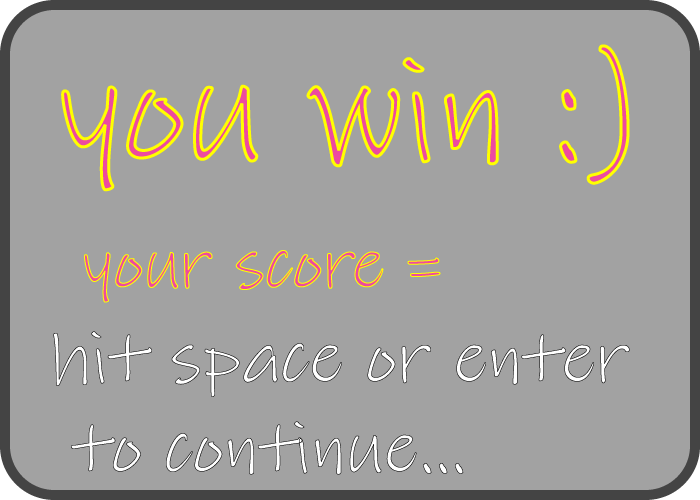 you win :)
your score =
hit space or enter
to continue...